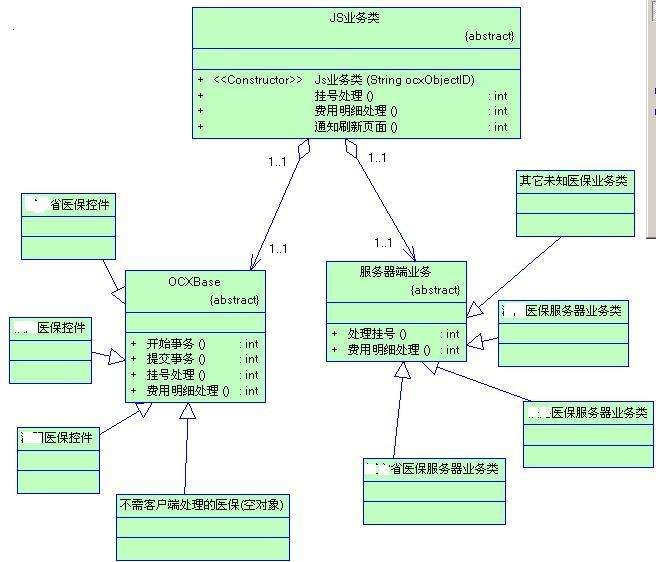 JS业务类
{abstract}
+ <<Constructor>> Js业务类 (String ocxObjectID)
+ 挂号处理 () : int
+ 费用明细处理 () : int
+ 通知刷新页面 () : int
1..1
1..1
1..1
1..1
其它未知医保业务类
省医保控件
OCXBase
{abstract}
+ 开始事务 () : int
+ 提交事务 () : int
+ 挂号处理 () : int
+ 费用明细处理 () : int
服务器端业务
{abstract}
+ 处理挂号 () : int
+ 费用明细处理 () : int
医保服务器业务类
医保控件
医保服务器业务类
医保控件
省医保服务器业务类
不需客户端处理的医保(空对象)